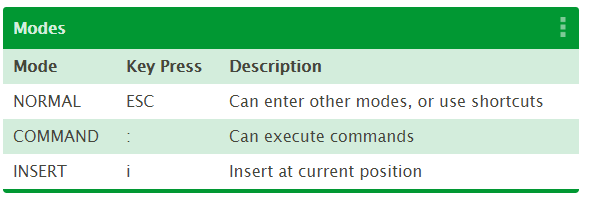 Modes
Mode Key Press Description
NORMAL ESC Can enter other modes, or use shortcuts
COMMAND : Can execute commands
INSERT i Insert at current position